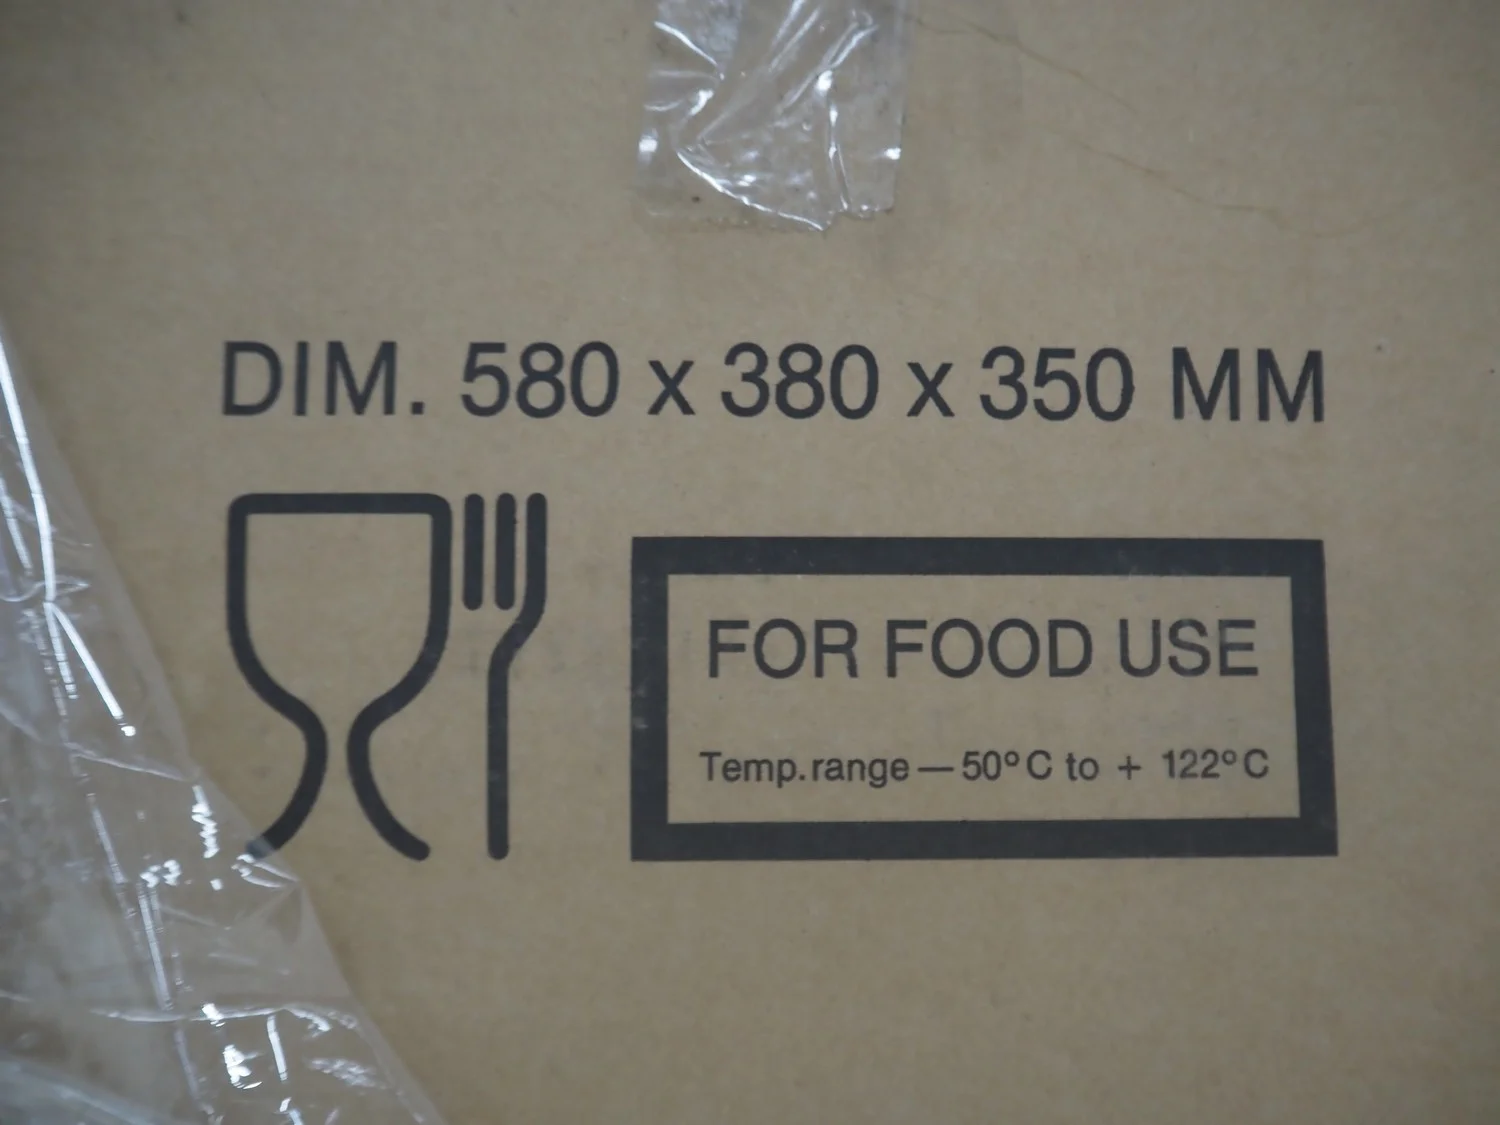 DIM. 580 x 380 x 350 MM
FOR FOOD USE
Temp. range — 50°C to + 122°C